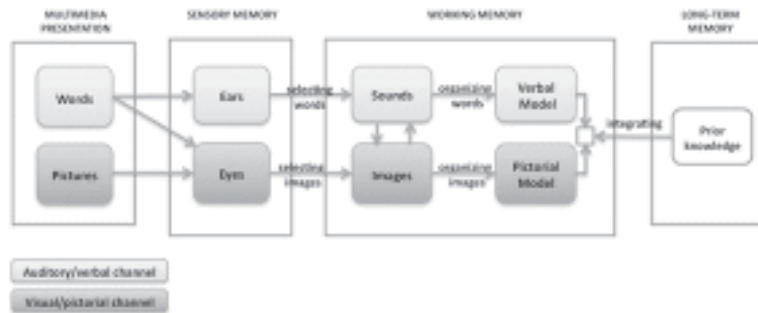 MULTIMEDIA
PRESENTATION
SENSORY MEMORY
WORKING MEMORY
LONG-TERM
MEMORY
Words
Ears
selecting
words
Sounds
organizing
words
Verbal
Model
integrating
Prior
knowledge
Pictures
Eyes
selecting
images
Images
organizing
images
Pictorial
Model
Auditory/verbal channel
Visual/pictorial channel